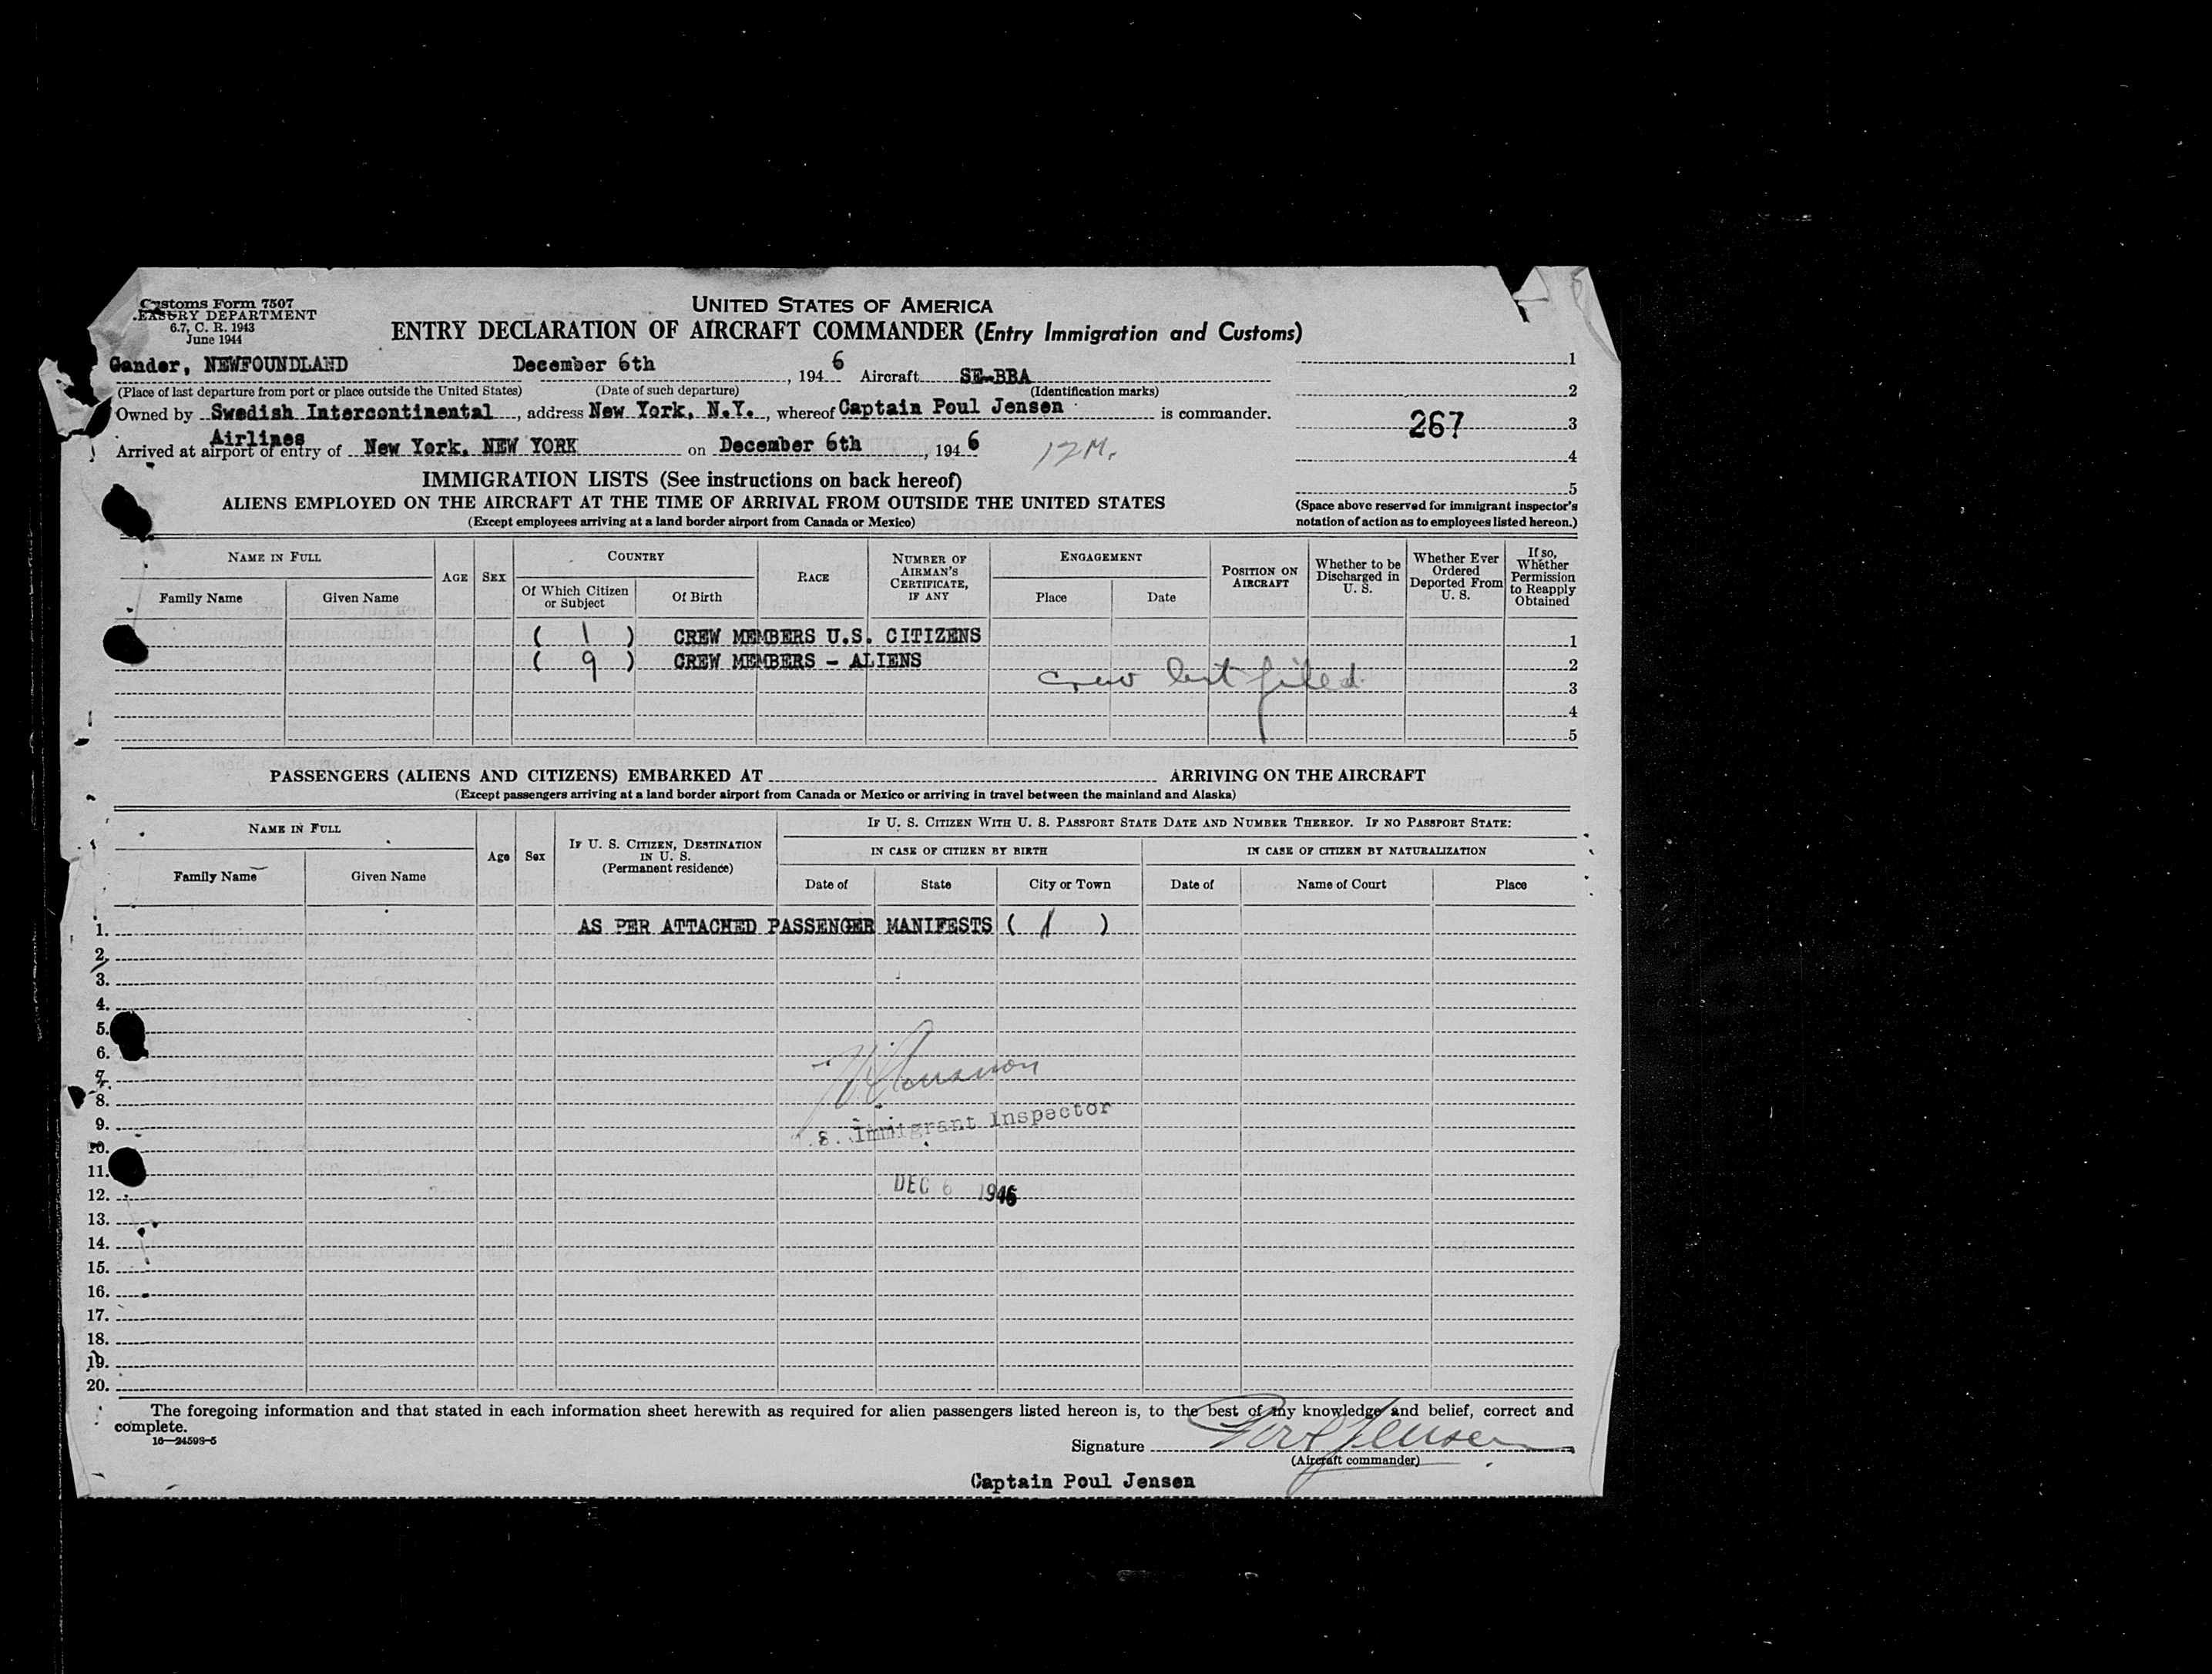 Customs Form 7507
UNITED STATES OF AMERICA
EASURY DEPARTMENT
6.7, C. R. 1943
June 1944
ENTRY DECLARATION OF AIRCRAFT COMMANDER (Entry Immigration and Customs)
Gander, NEWFOUNDLAND December 6th, 1946 Aircraft SE-BBA
(Place of last departure from port or place outside the United States) (Date of such departure) (Identification marks)
Owned by Swedish Intercontinental, address New York, N.Y., whereof Captain Poul Jensen is commander.
Airlines
Arrived at airport of entry of New York, NEW YORK on December 6th, 1946 12 M.
1
2
267 3
4
5
(Space above reserved for immigrant inspector's
notation of action as to employees listed hereon.)
IMMIGRATION LISTS (See instructions on back hereof)
ALIENS EMPLOYED ON THE AIRCRAFT AT THE TIME OF ARRIVAL FROM OUTSIDE THE UNITED STATES
(Except employees arriving at a land border airport from Canada or Mexico)
NAME IN FULL
Family Name Given Name
AGE SEX
COUNTRY
Of Which Citizen or Subject
Of Birth
RACE
NUMBER OF AIRMAN'S CERTIFICATE, IF ANY
ENGAGEMENT
Place Date
POSITION ON AIRCRAFT
Whether to be Discharged in U. S.
Whether Ever Ordered Deported From U. S.
If so, Whether Permission to Reapply Obtained
( 1 ) CREW MEMBERS U.S. CITIZENS 1
( 9 ) CREW MEMBERS - ALIENS 2
crew list filed 3
4
5
PASSENGERS (ALIENS AND CITIZENS) EMBARKED AT ARRIVING ON THE AIRCRAFT
(Except passengers arriving at a land border airport from Canada or Mexico or arriving in travel between the mainland and Alaska)
NAME IN FULL
Family Name Given Name
Age Sex
IF U. S. CITIZEN, DESTINATION IN U. S.
(Permanent residence)
IF U. S. CITIZEN WITH U. S. PASSPORT STATE DATE AND NUMBER THEREOF. IF NO PASSPORT STATE:
IN CASE OF CITIZEN BY BIRTH IN CASE OF CITIZEN BY NATURALIZATION
Date of State City or Town Date of Name of Court Place
1. AS PER ATTACHED PASSENGER MANIFESTS ( 1 )
2.
3.
4.
5.
6.
7.
8.
9. S. Immigrant Inspector
10.
11.
12. DEC 6 1946
13.
14.
15.
16.
17.
18.
19.
20.
The foregoing information and that stated in each information sheet herewith as required for alien passengers listed hereon is, to the best of my knowledge and belief, correct and
complete.
16—24598-5
Signature Poul Jensen
(Aircraft commander)
Captain Poul Jensen